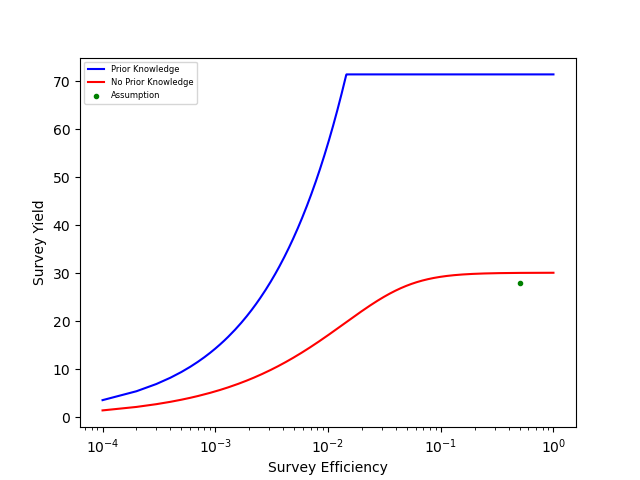 Prior Knowledge
No Prior Knowledge
Assumption
70
60
50
40
30
20
10
0
Survey Yield
10⁻⁴ 10⁻³ 10⁻² 10⁻¹ 10⁰
Survey Efficiency